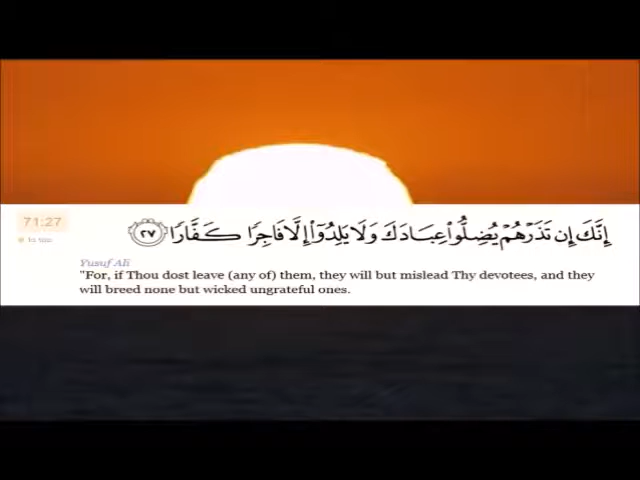 71:27
إِنَّكَ إِن تَذَرْهُمْ يُضِلُّوا۟ عِبَادَكَ وَلَا يَلِدُوٓا۟ إِلَّا فَاجِرًا كَفَّارًا ٢٧
Yusuf Ali
"For, if Thou dost leave (any of) them, they will but mislead Thy devotees, and they
will breed none but wicked ungrateful ones.